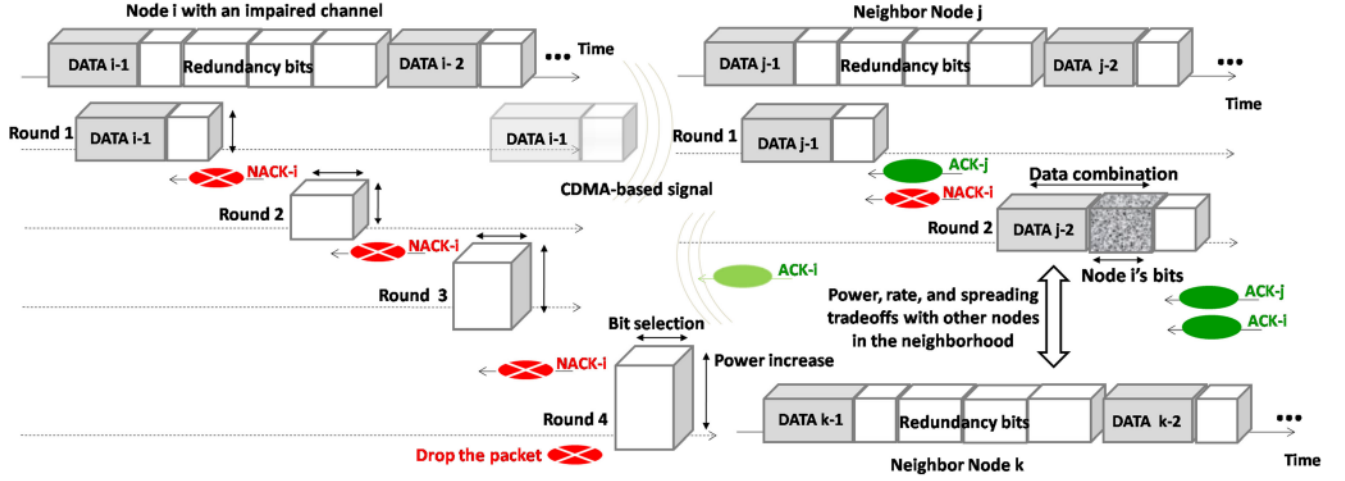 Node i with an impaired channel
DATA i-1
Redundancy bits
DATA i- 2
•••
Time
Round 1
DATA i-1
DATA i-1
NACK-i
CDMA-based signal
Round 2
NACK-i
Round 3
ACK-i
Bit selection
NACK-i
Power increase
Round 4
Drop the packet
Neighbor Node j
DATA j-1
Redundancy bits
DATA j-2
•••
Time
Round 1
DATA j-1
ACK-j
NACK-i
Data combination
Round 2
DATA j-2
Node i's bits
Power, rate, and spreading
tradeoffs with other nodes
in the neighborhood
ACK-j
ACK-i
DATA k-1
Redundancy bits
DATA k-2
•••
Neighbor Node k
Time